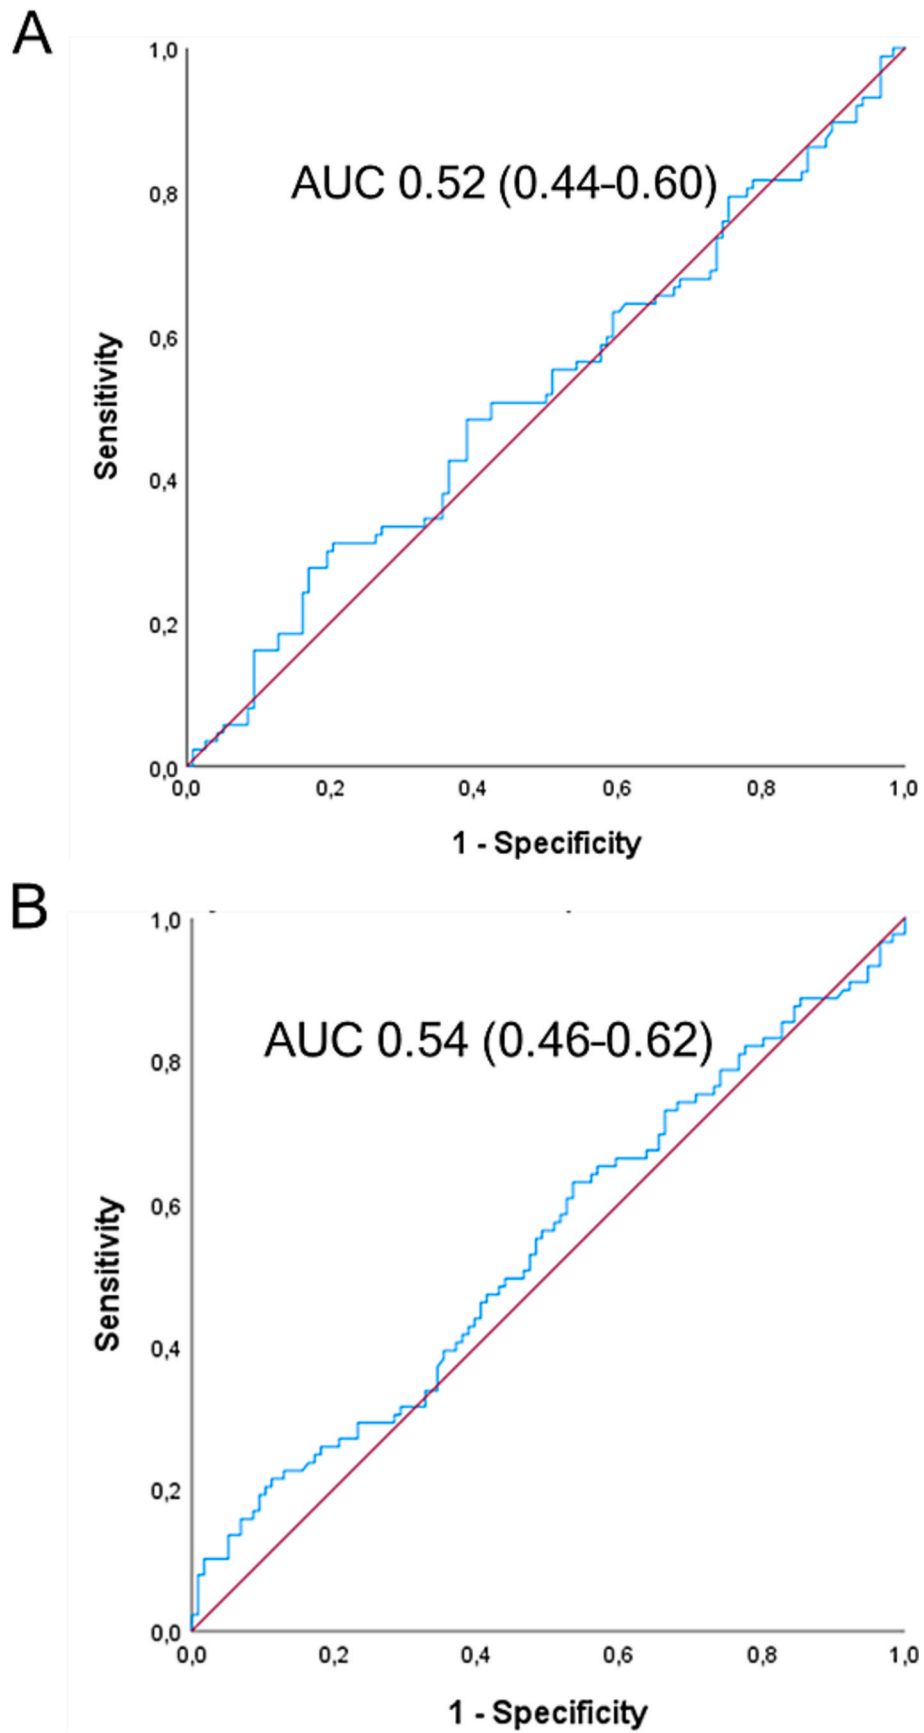 A
1,0
AUC 0.52 (0.44–0.60)
0,8
0,6
Sensitivity
0,4
0,2
0,0
0,0 0,2 0,4 0,6 0,8 1,0
1 - Specificity
B
1,0
AUC 0.54 (0.46–0.62)
0,8
0,6
Sensitivity
0,4
0,2
0,0
0,0 0,2 0,4 0,6 0,8 1,0
1 - Specificity